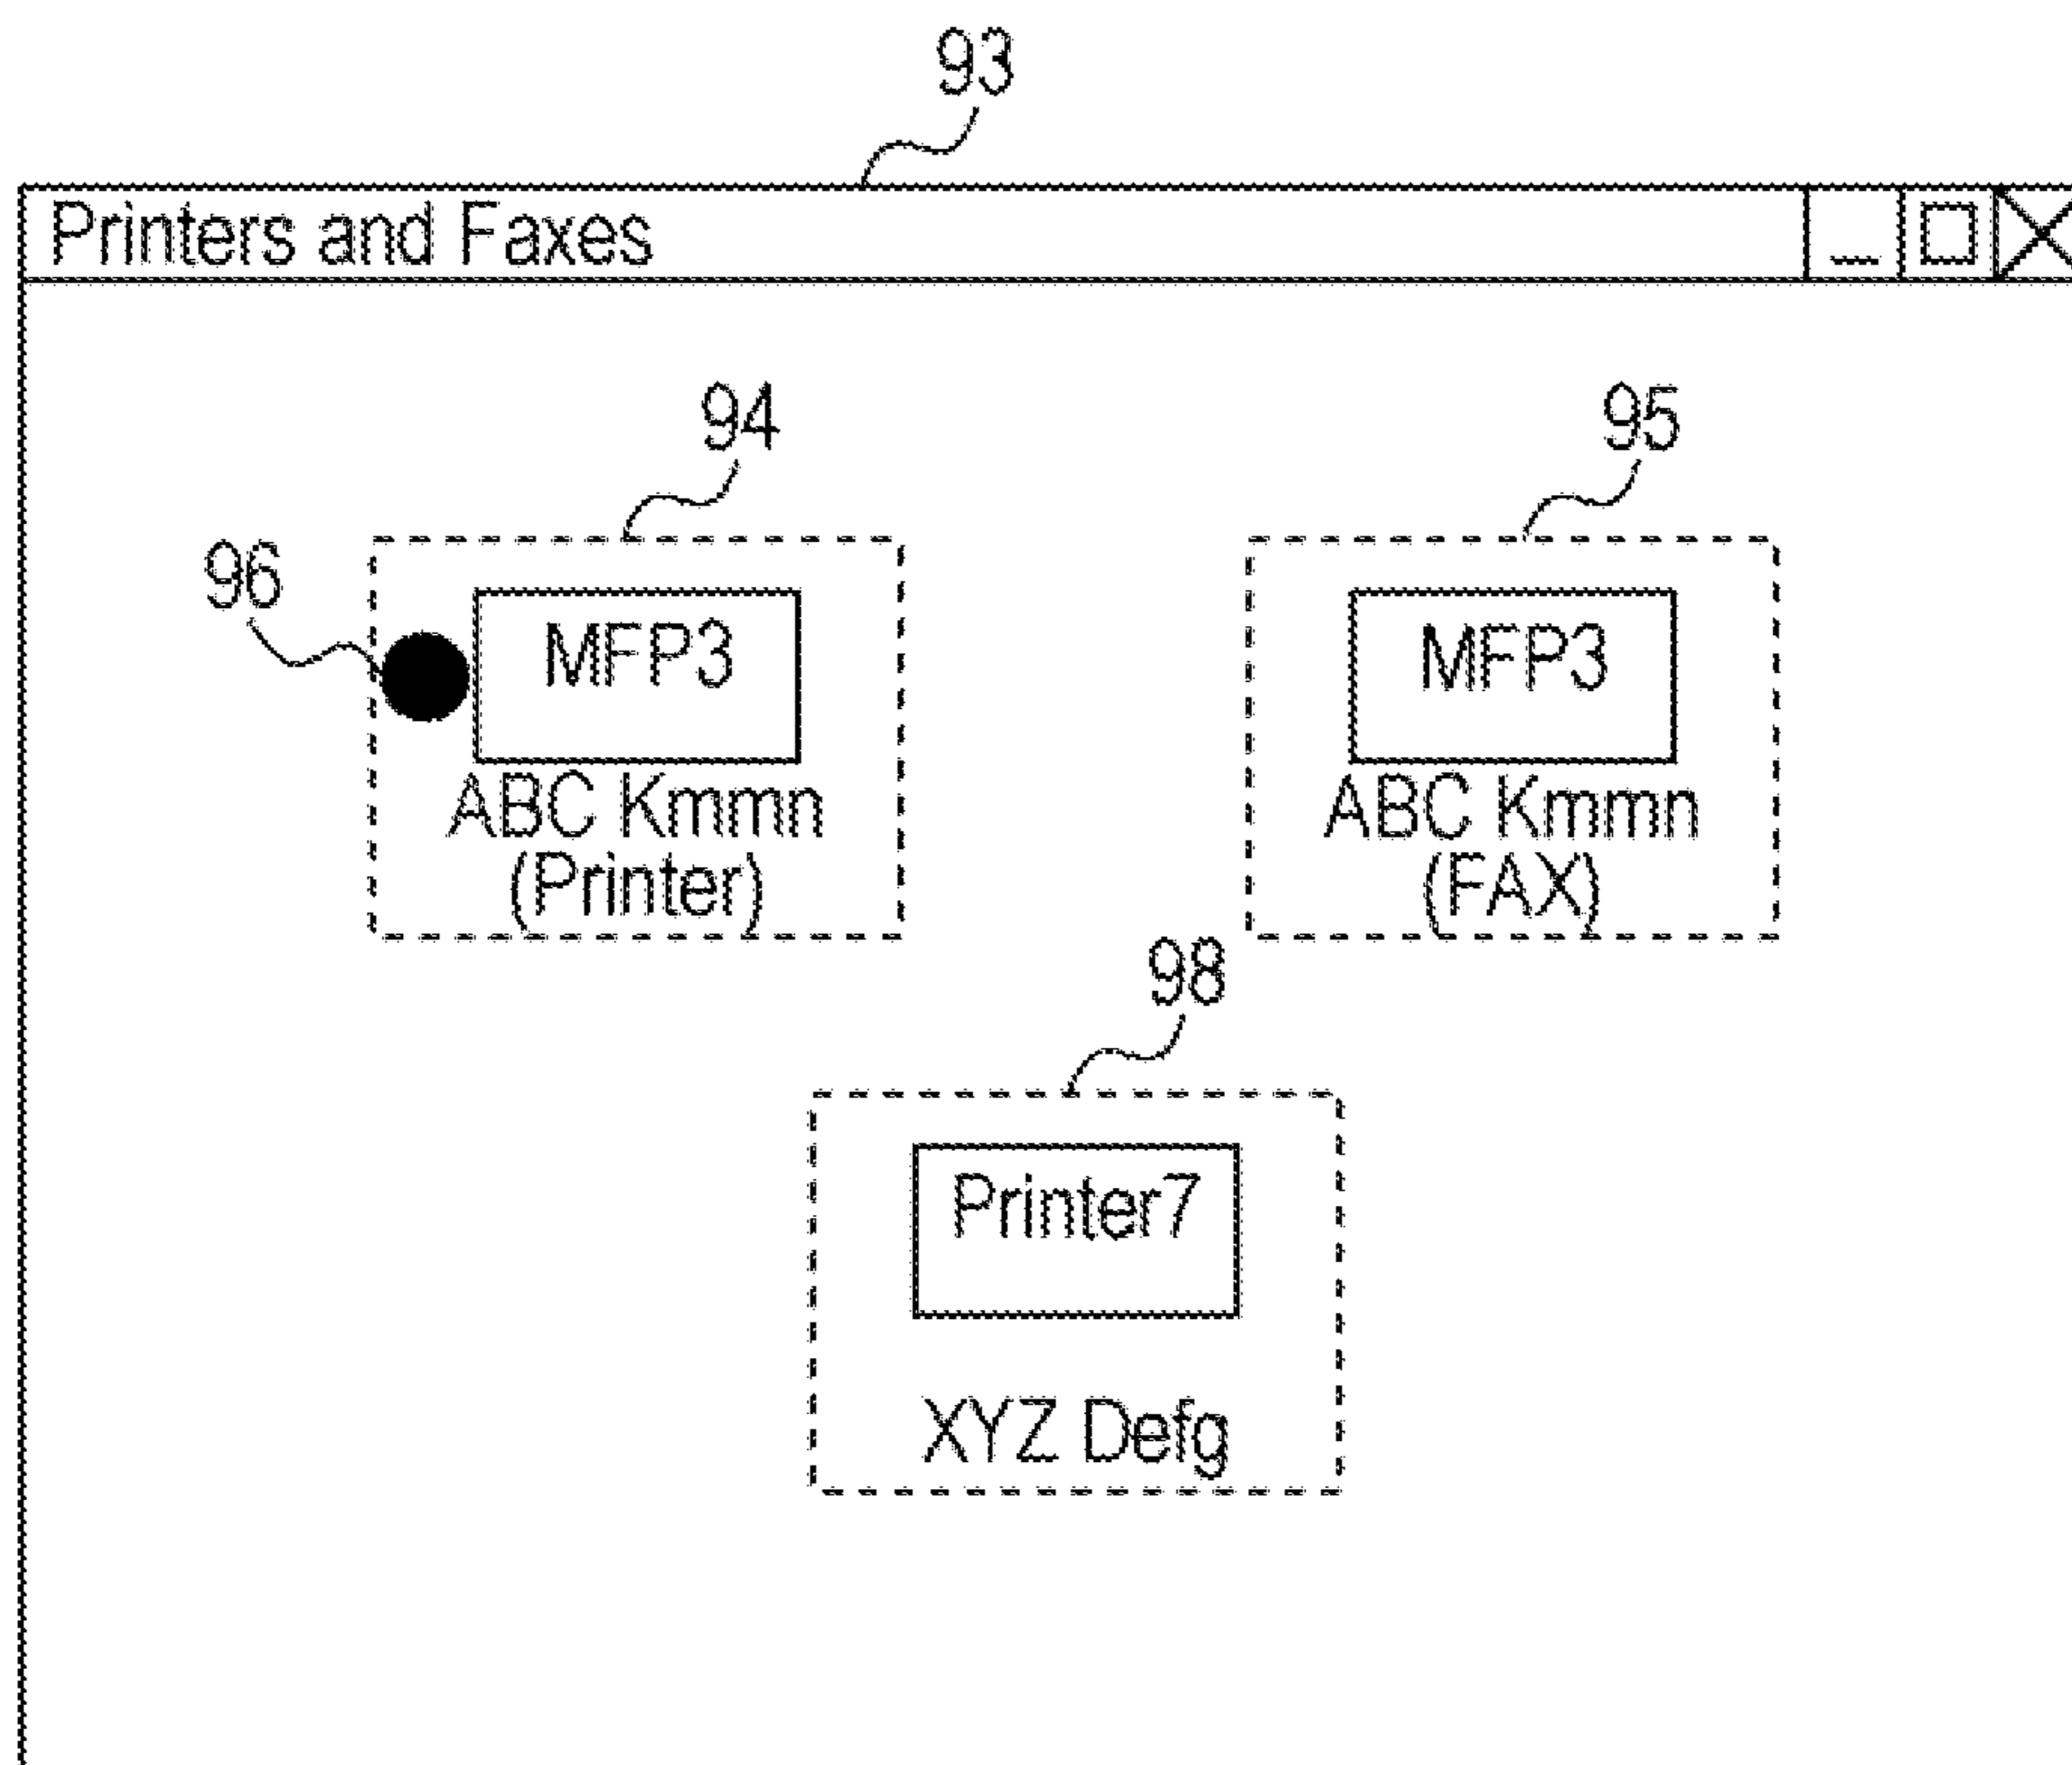 93
Printers and Faxes
94
95
96
MFP3
ABC Kmmn
(Printer)
MFP3
ABC Kmmn
(FAX)
98
Printer7
XYZ Defg